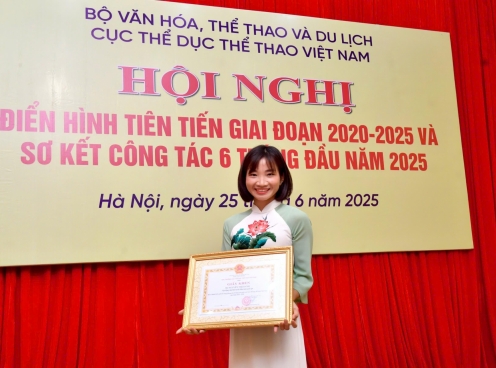 BỘ VĂN HÓA, THỂ THAO VÀ DU LỊCH
CỤC THỂ DỤC THỂ THAO VIỆT NAM
HỘI NGHỊ
ĐIỂN HÌNH TIÊN TIẾN GIAI ĐOẠN 2020-2025 VÀ
SƠ KẾT CÔNG TÁC 6 T NG ĐẦU NĂM 2025
Hà Nội, ngày 25 6 năm 2025